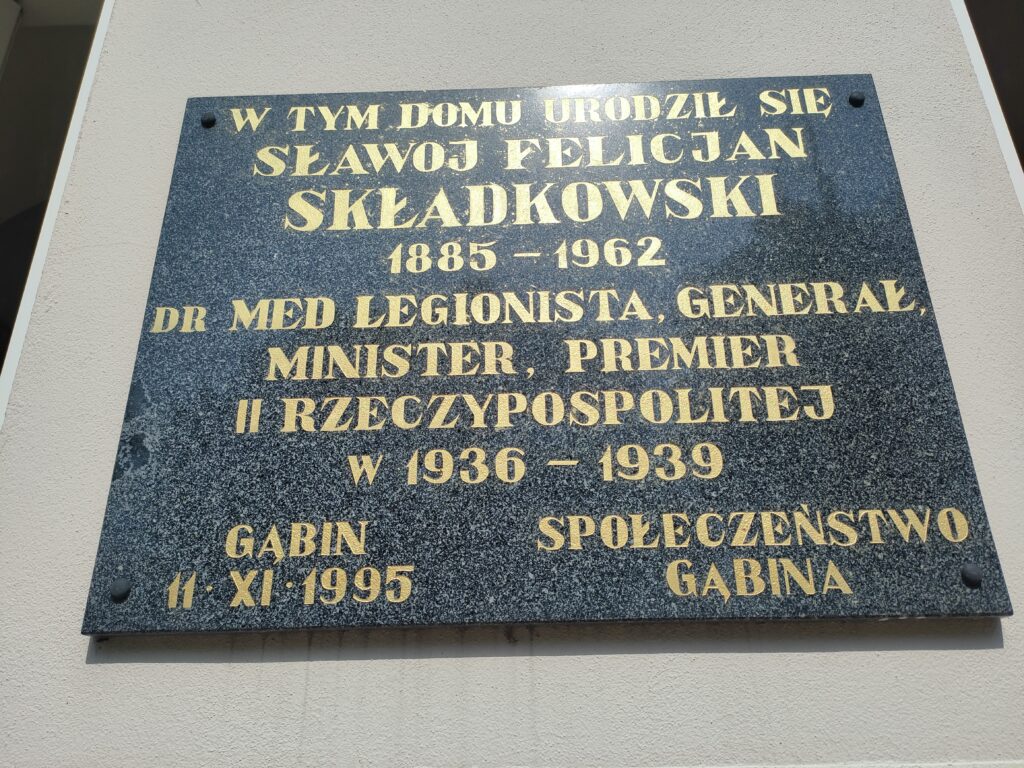 W TYM DOMU URODZIŁ SIĘ
SŁAWOJ FELICJAN
SKŁADKOWSKI
1885 – 1962
DR MED LEGIONISTA, GENERAŁ,
MINISTER, PREMIER
II RZECZYPOSPOLITEJ
W 1936 – 1939
GĄBIN
11 · XI · 1995
SPOŁECZEŃSTWO
GĄBINA